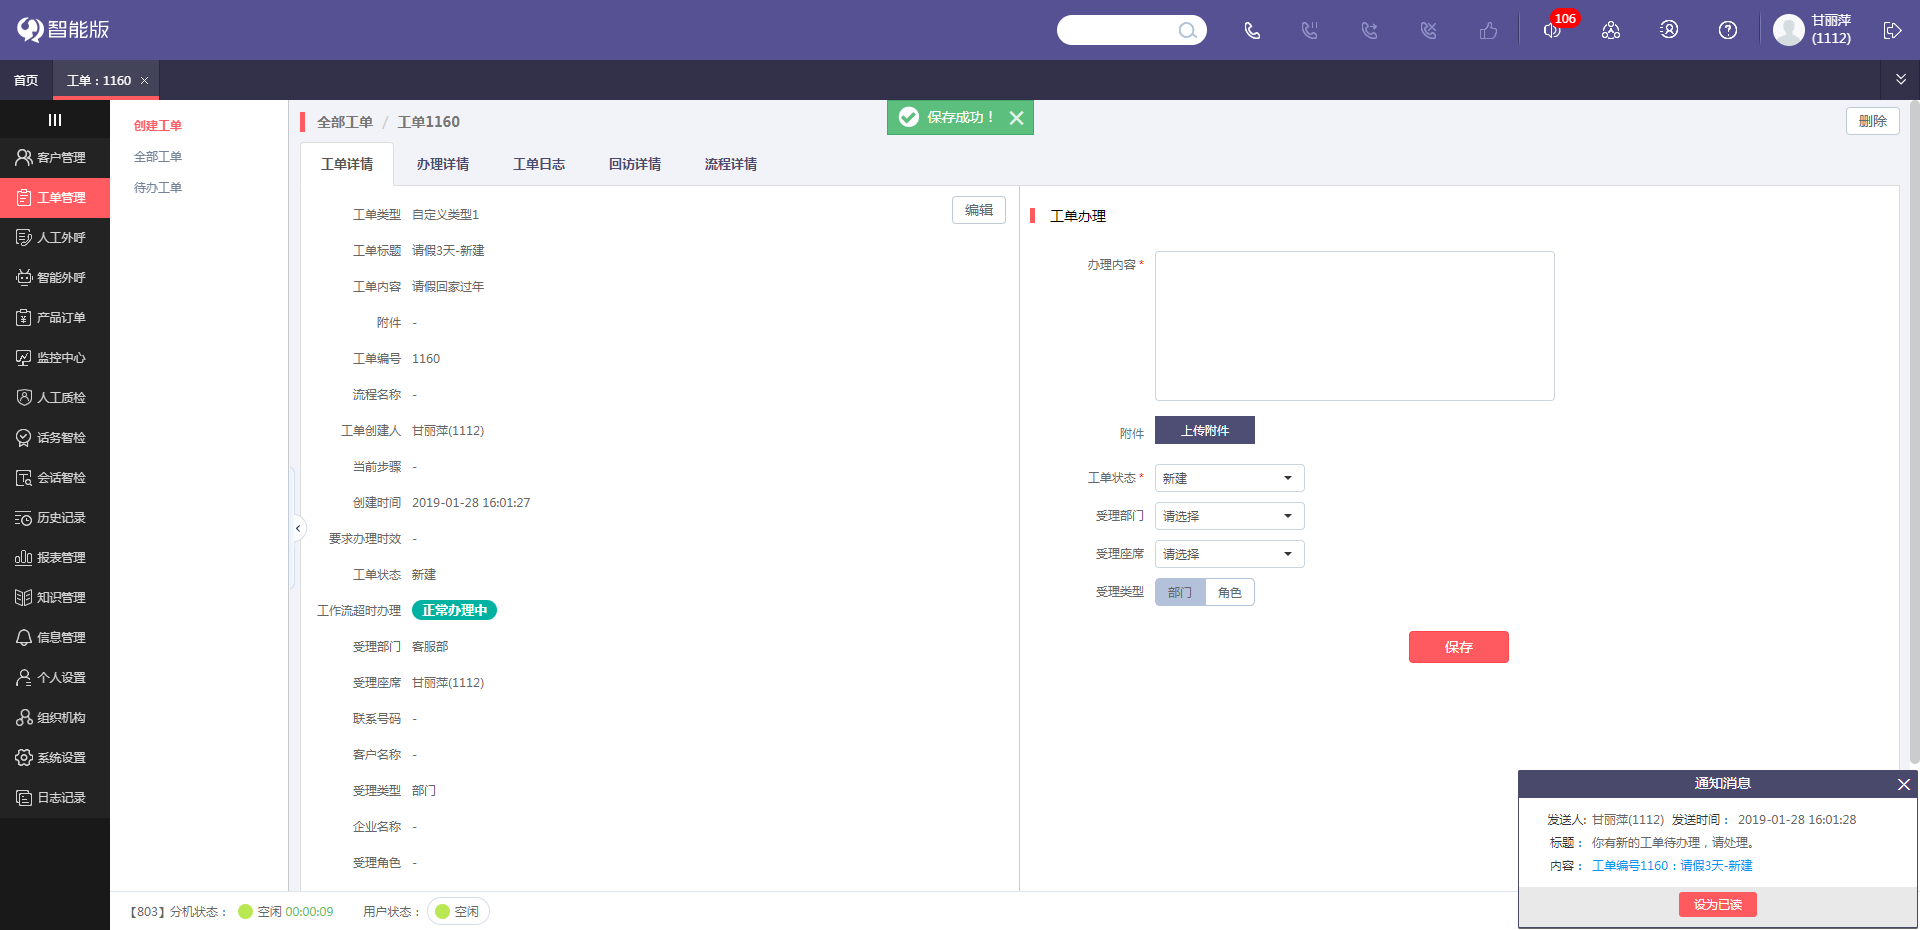 智能版
106
甘丽萍
(1112)
首页
工单：1160
客户管理
工单管理
人工外呼
智能外呼
产品订单
监控中心
人工质检
话务智检
会话智检
历史记录
报表管理
知识管理
信息管理
个人设置
组织机构
系统设置
日志记录
创建工单
全部工单
待办工单
全部工单 / 工单1160
保存成功！
删除
工单详情 办理详情 工单日志 回访详情 流程详情
编辑
工单类型 自定义类型1
工单标题 请假3天-新建
工单内容 请假回家过年
附件 -
工单编号 1160
流程名称 -
工单创建人 甘丽萍(1112)
当前步骤 -
创建时间 2019-01-28 16:01:27
要求办理时效 -
工单状态 新建
工作流超时办理 正常办理中
受理部门 客服部
受理座席 甘丽萍(1112)
联系号码 -
客户名称 -
受理类型 部门
企业名称 -
受理角色 -
工单办理
办理内容 *
附件 上传附件
工单状态 * 新建
受理部门 请选择
受理座席 请选择
受理类型 部门 角色
保存
通知消息
发送人: 甘丽萍(1112) 发送时间： 2019-01-28 16:01:28
标题： 你有新的工单待办理，请处理。
内容： 工单编号1160：请假3天-新建
设为已读
【803】分机状态： 空闲 00:00:09 用户状态： 空闲